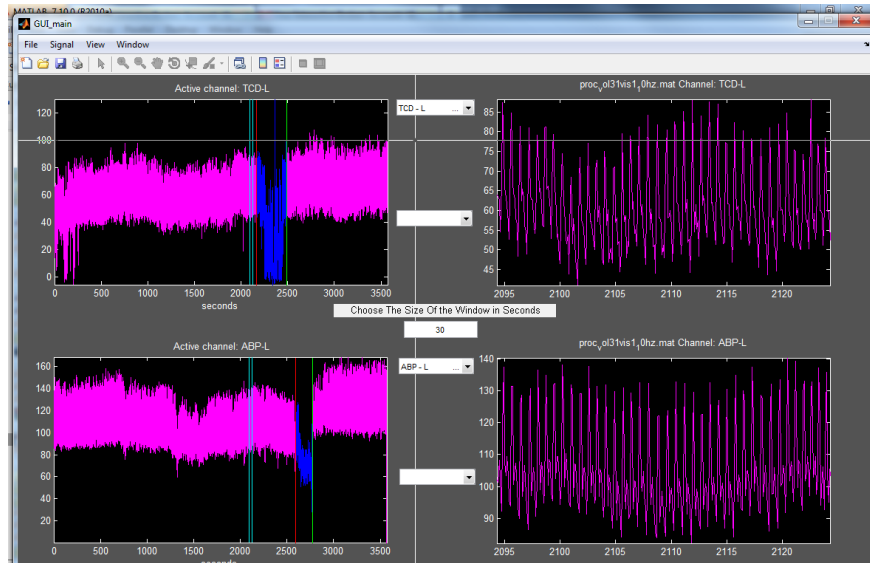 MATLAB 7.10.0 (R2010a)
GUI_main
File Signal View Window
Active channel: TCD-L
proc_vol31vis1_10hz.mat Channel: TCD-L
TCD - L ...
120
100
80
60
40
20
0
0 500 1000 1500 2000 2500 3000 3500
seconds
85
80
75
70
65
60
55
50
45
2095 2100 2105 2110 2115 2120
Choose The Size Of the Window in Seconds
30
Active channel: ABP-L
proc_vol31vis1_10hz.mat Channel: ABP-L
ABP - L ...
160
140
120
100
80
60
40
20
0 500 1000 1500 2000 2500 3000 3500
seconds
140
130
120
110
100
90
2095 2100 2105 2110 2115 2120